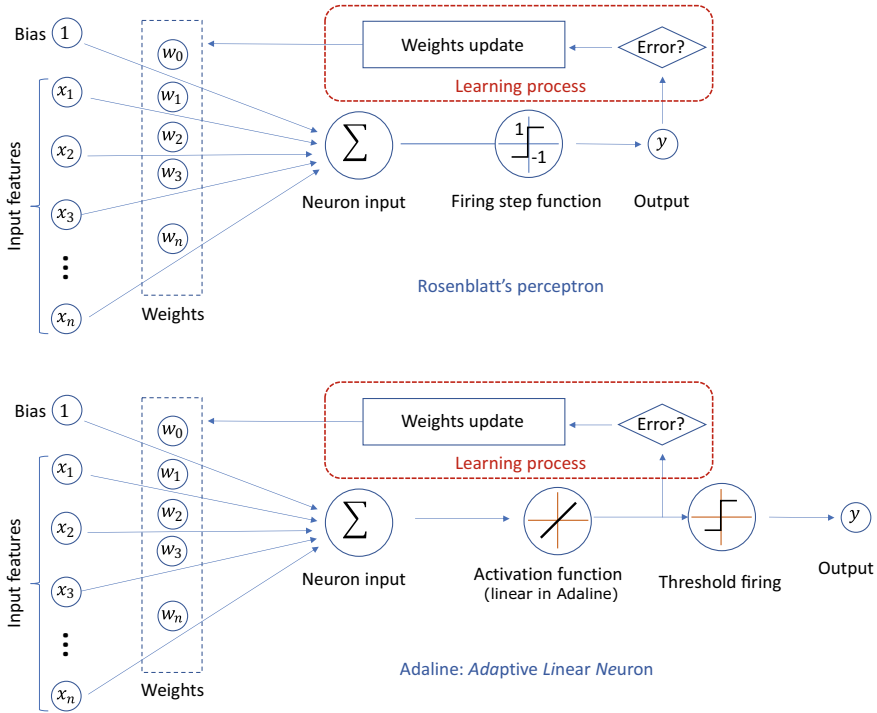 Bias 1
w0
Weights update
Error?
Learning process
Input features
x1
w1
x2
w2
x3
w3
⋮
xn
wn
Weights
∑
Neuron input
1
-1
Firing step function
y
Output
Rosenblatt's perceptron
Bias 1
w0
Weights update
Error?
Learning process
Input features
x1
w1
x2
w2
x3
w3
⋮
xn
wn
Weights
∑
Neuron input
Activation function
(linear in Adaline)
Threshold firing
y
Output
Adaline: Adaptive Linear Neuron